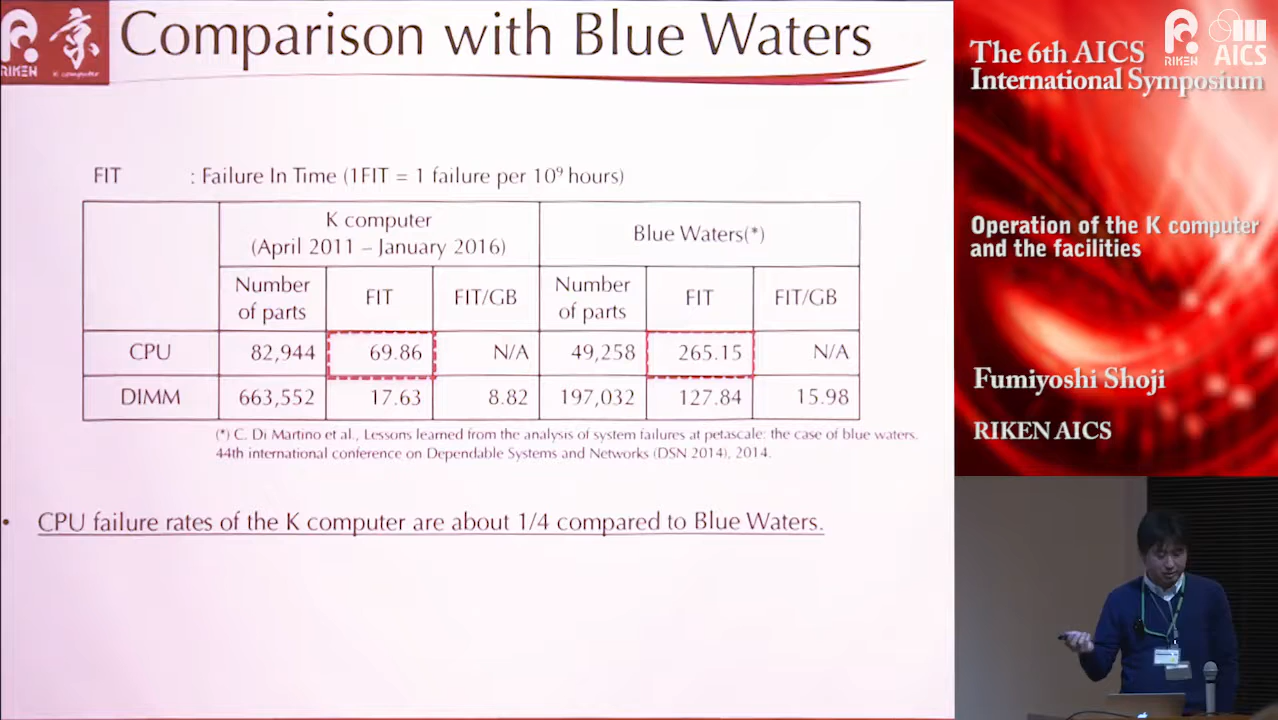 RIKEN
京
K computer
Comparison with Blue Waters
FIT : Failure In Time (1FIT = 1 failure per 10⁹ hours)
K computer
(April 2011 – January 2016)
Blue Waters(*)
Number
of parts
FIT
FIT/GB
Number
of parts
FIT
FIT/GB
CPU 82,944 69.86 N/A 49,258 265.15 N/A
DIMM 663,552 17.63 8.82 197,032 127.84 15.98
(*) C. Di Martino et al., Lessons learned from the analysis of system failures at petascale: the case of blue waters.
44th international conference on Dependable Systems and Networks (DSN 2014), 2014.
• CPU failure rates of the K computer are about 1/4 compared to Blue Waters.
The 6th AICS
International Symposium
RIKEN
AICS
Operation of the K computer
and the facilities
Fumiyoshi Shoji
RIKEN AICS